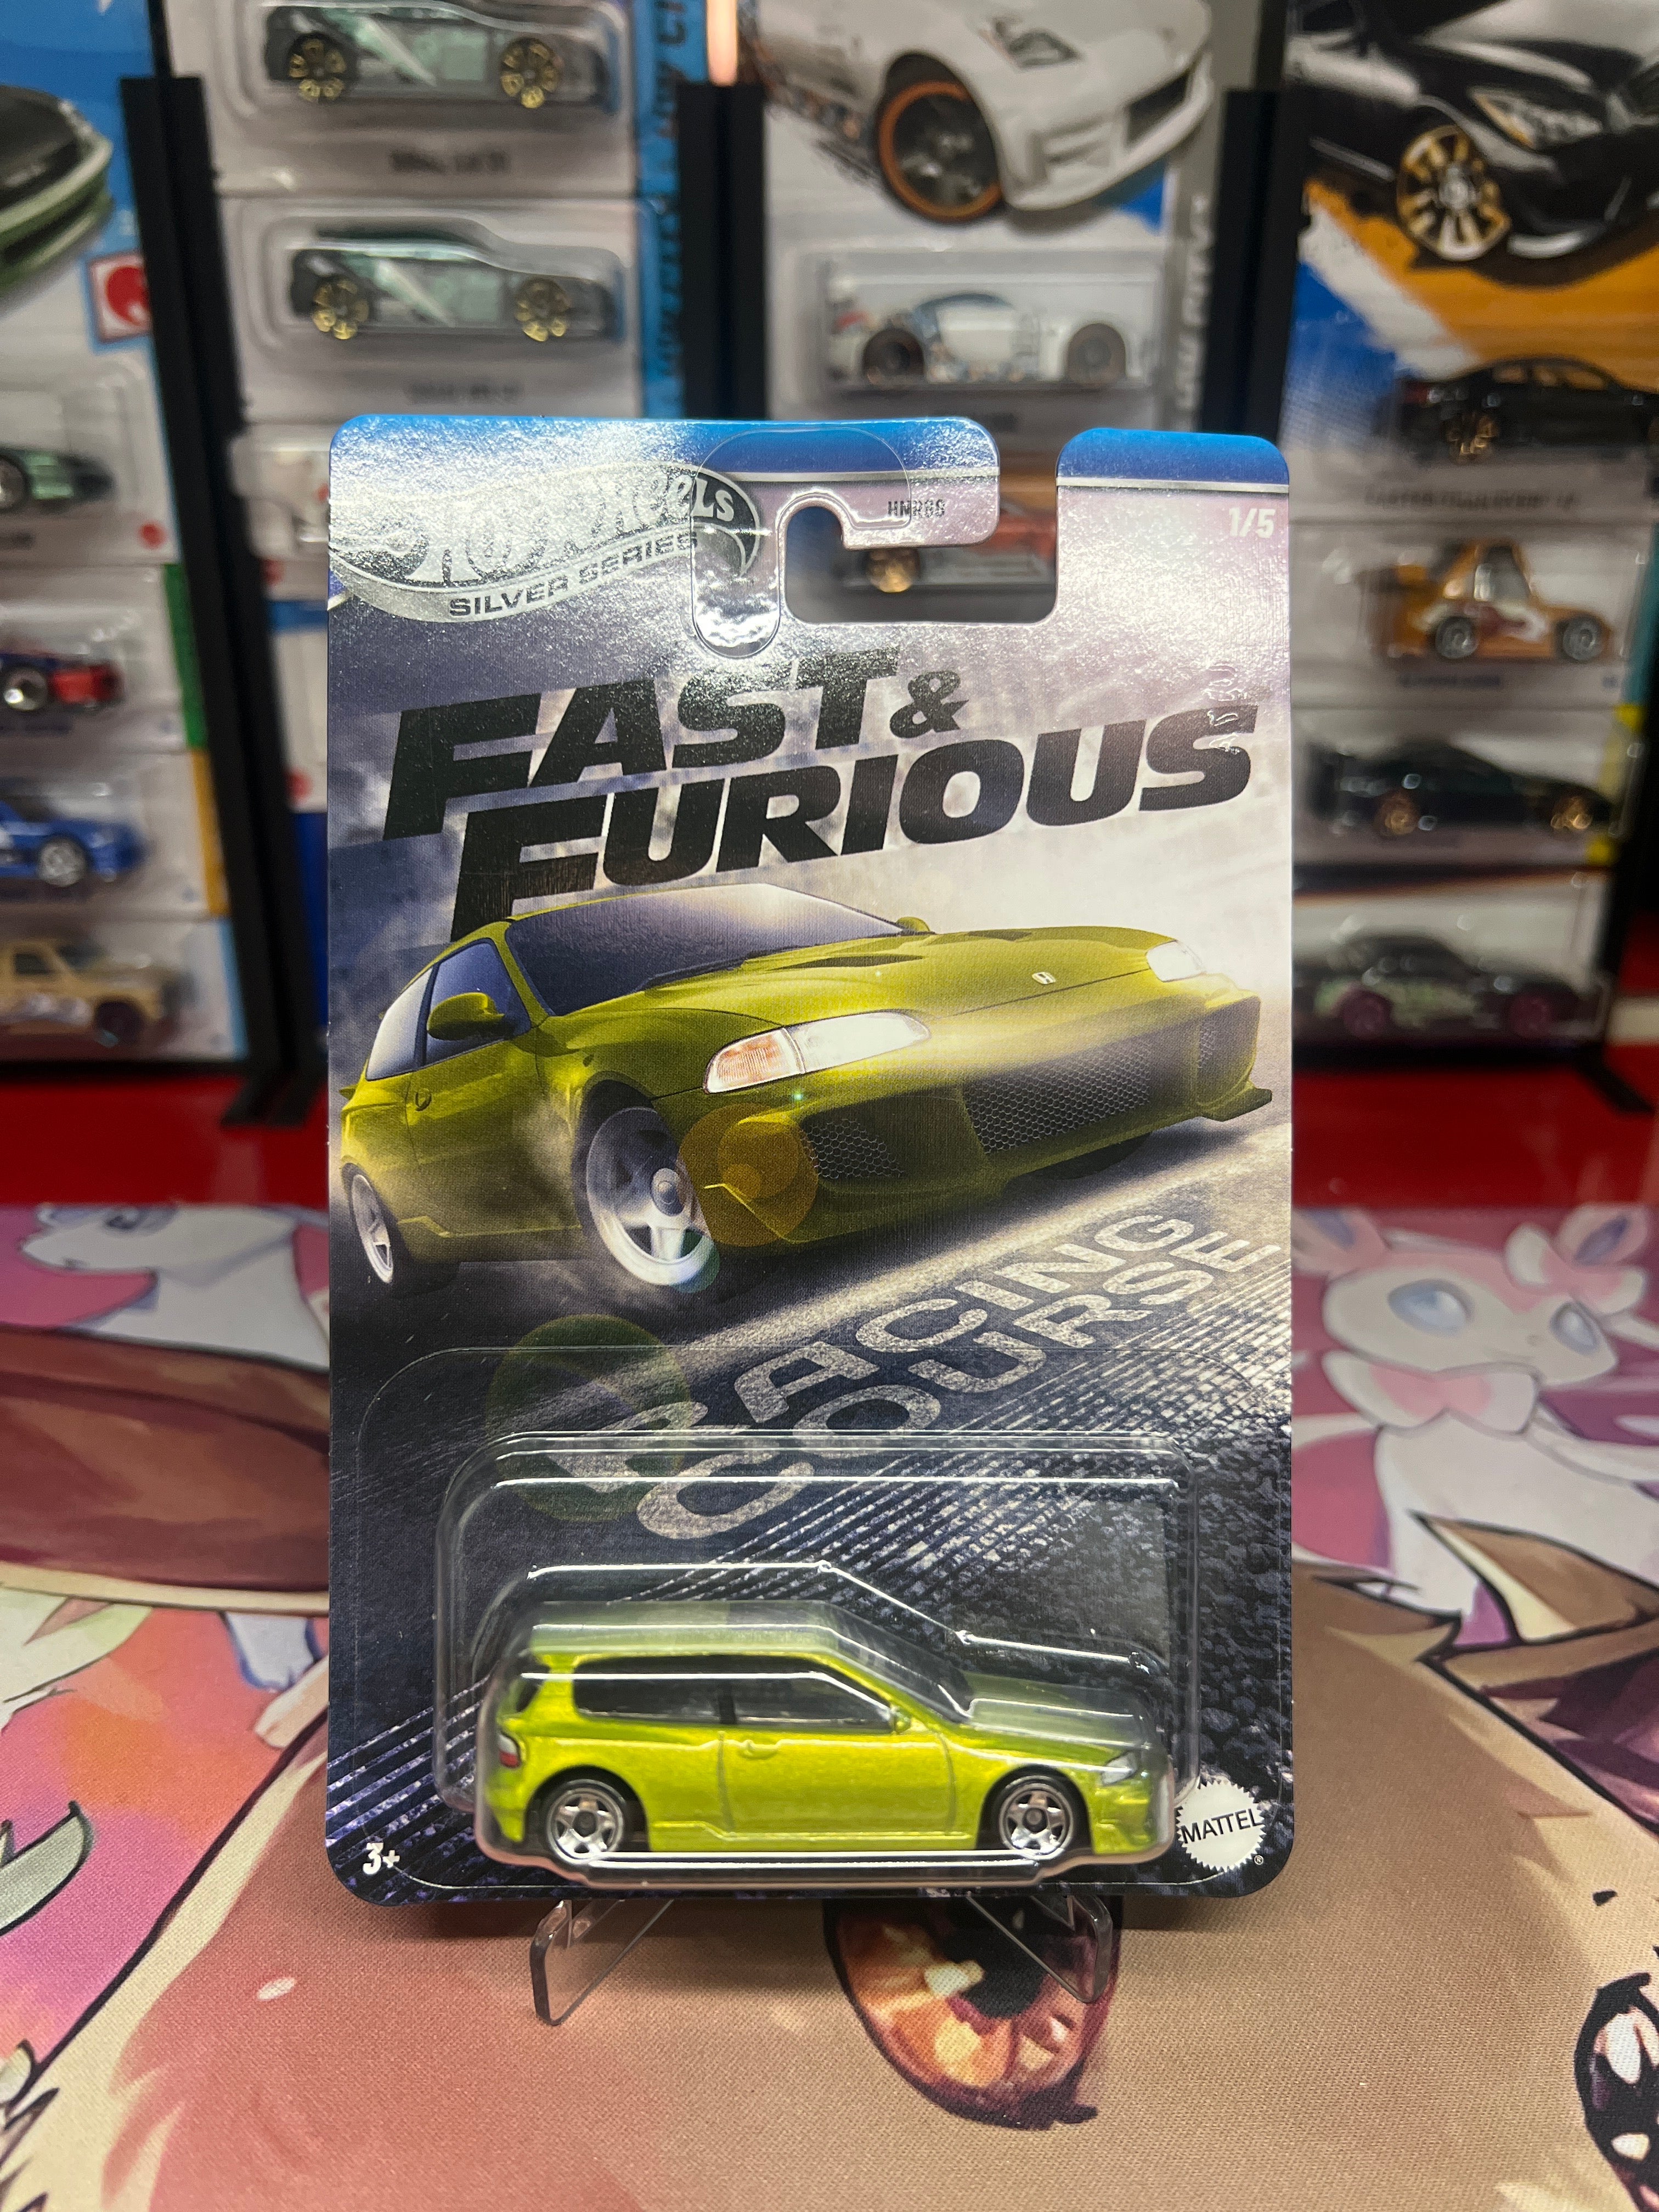 Hot Wheels
SILVER SERIES
HNR88
1/5
FAST &
FURIOUS
RACING
COURSE
3+
MATTEL